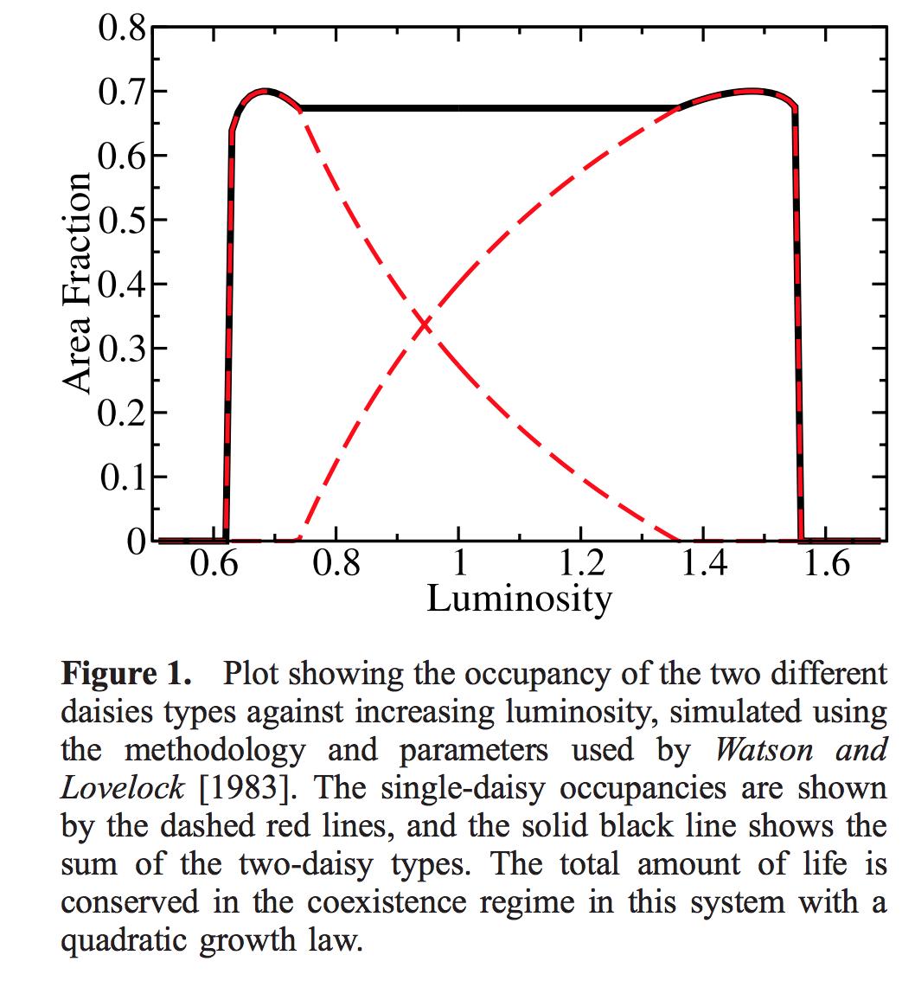 0.8
0.7
0.6
0.5
0.4
0.3
0.2
0.1
0
Area Fraction
0.6 0.8 1 1.2 1.4 1.6
Luminosity
Figure 1. Plot showing the occupancy of the two different
daisies types against increasing luminosity, simulated using
the methodology and parameters used by Watson and
Lovelock [1983]. The single-daisy occupancies are shown
by the dashed red lines, and the solid black line shows the
sum of the two-daisy types. The total amount of life is
conserved in the coexistence regime in this system with a
quadratic growth law.